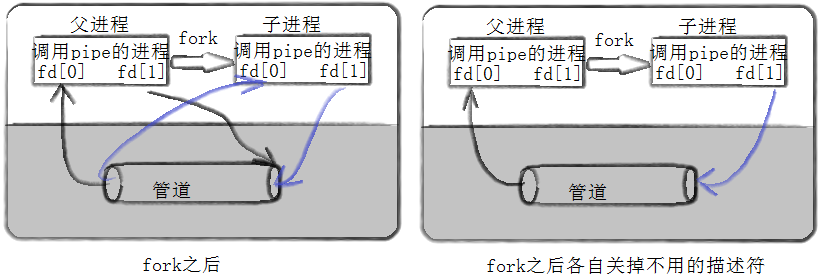 父进程
fork
子进程
调用pipe的进程
fd[0] fd[1]
调用pipe的进程
fd[0] fd[1]
管道
fork之后
父进程
fork
子进程
调用pipe的进程
fd[0] fd[1]
调用pipe的进程
fd[0] fd[1]
管道
fork之后各自关掉不用的描述符